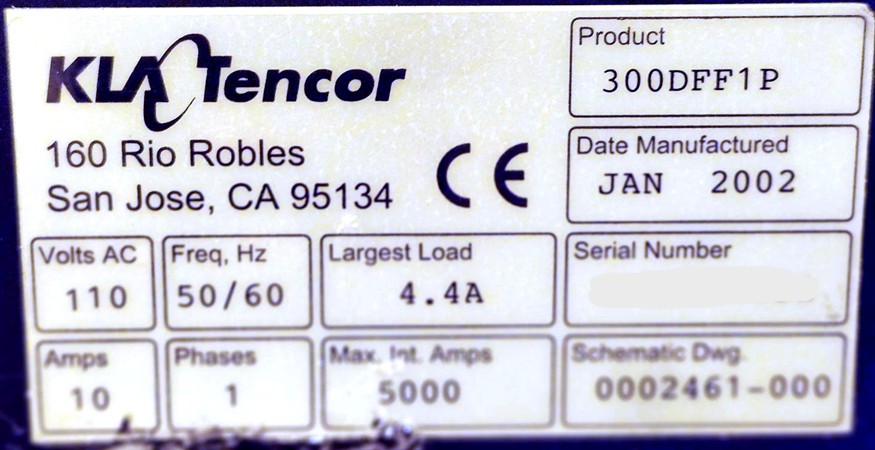 KLA Tencor
160 Rio Robles
San Jose, CA 95134
CE
Product
300DFF1P
Date Manufactured
JAN 2002
Volts AC
110
Freq, Hz
50/60
Largest Load
4.4A
Serial Number
Amps
10
Phases
1
Max. Int. Amps
5000
Schematic Dwg.
0002461-000